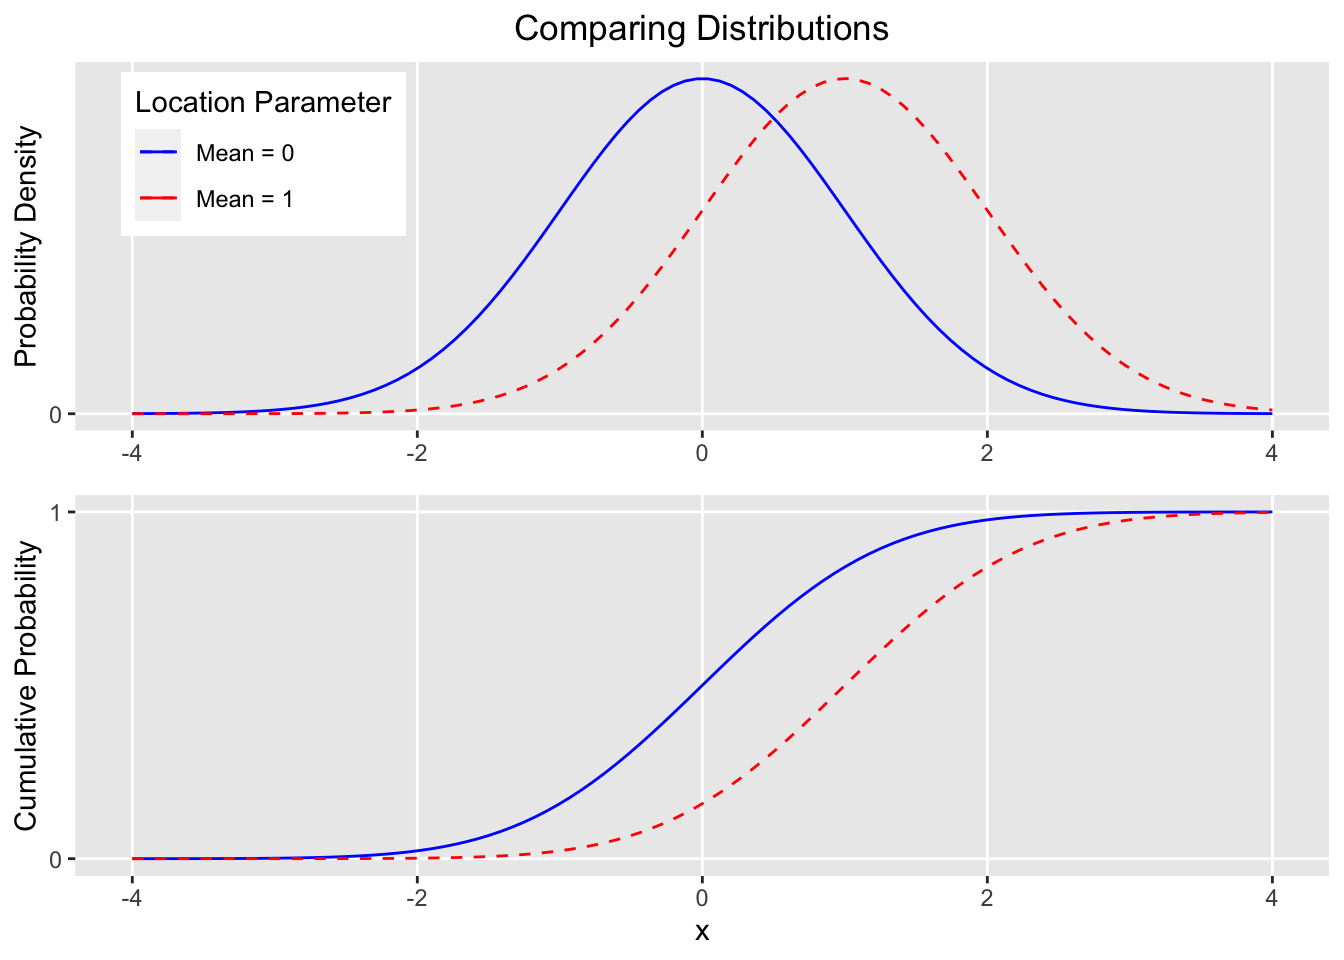 Comparing Distributions
Location Parameter
Mean = 0
Mean = 1
Probability Density
0
-4 -2 0 2 4
1
Cumulative Probability
0
-4 -2 0 2 4
x